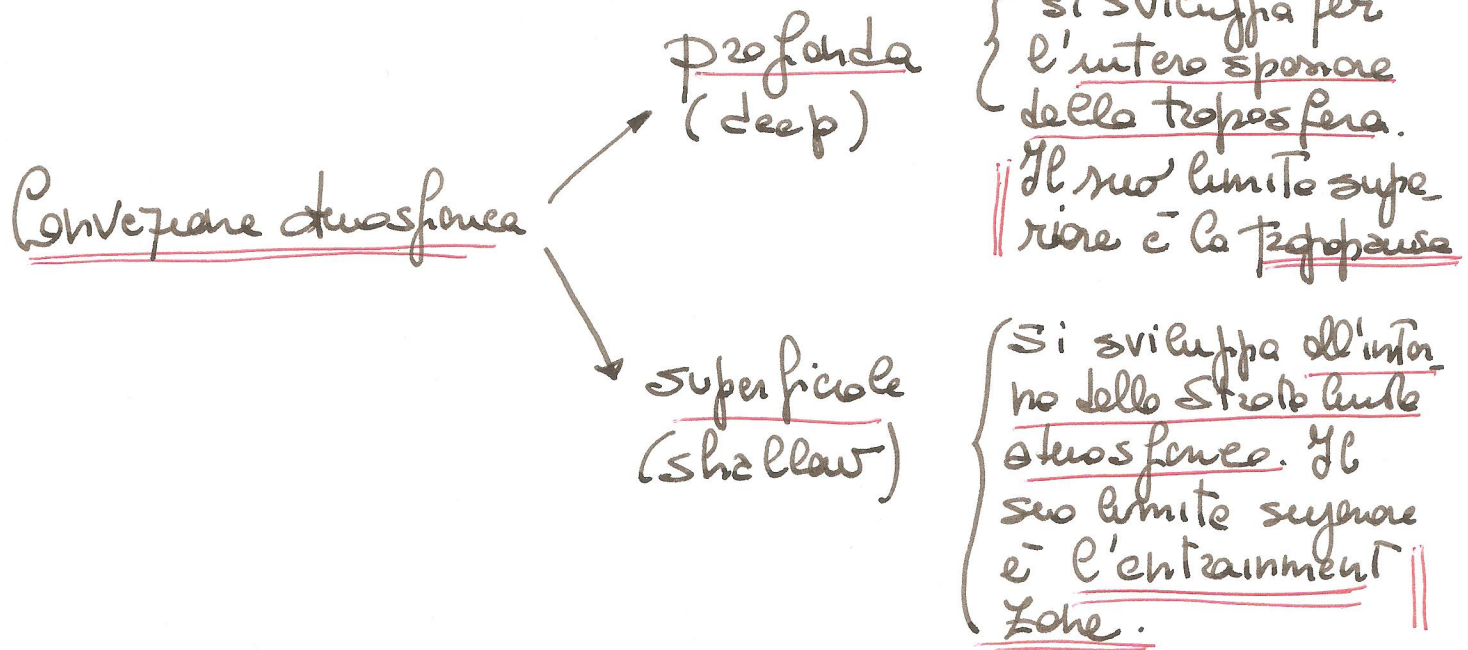 Convezione atmosferica
profonda
(deep)
si sviluppa per
l'intero spessore
della troposfera.
Il suo limite supe-
riore è la tropopausa
superficiale
(shallow)
si sviluppa all'inter-
no dello strato limite
atmosferico. Il
suo limite superiore
è l'entrainment
zone.